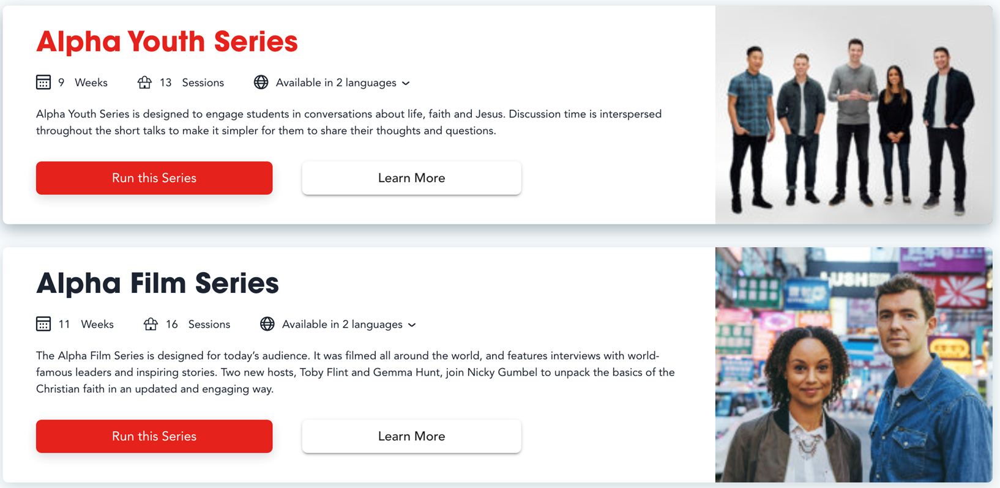 Alpha Youth Series
9 Weeks 13 Sessions Available in 2 languages
Alpha Youth Series is designed to engage students in conversations about life, faith and Jesus. Discussion time is interspersed
throughout the short talks to make it simpler for them to share their thoughts and questions.
Run this Series Learn More
Alpha Film Series
11 Weeks 16 Sessions Available in 2 languages
The Alpha Film Series is designed for today’s audience. It was filmed all around the world, and features interviews with world-
famous leaders and inspiring stories. Two new hosts, Toby Flint and Gemma Hunt, join Nicky Gumbel to unpack the basics of the
Christian faith in an updated and engaging way.
Run this Series Learn More
LUSH